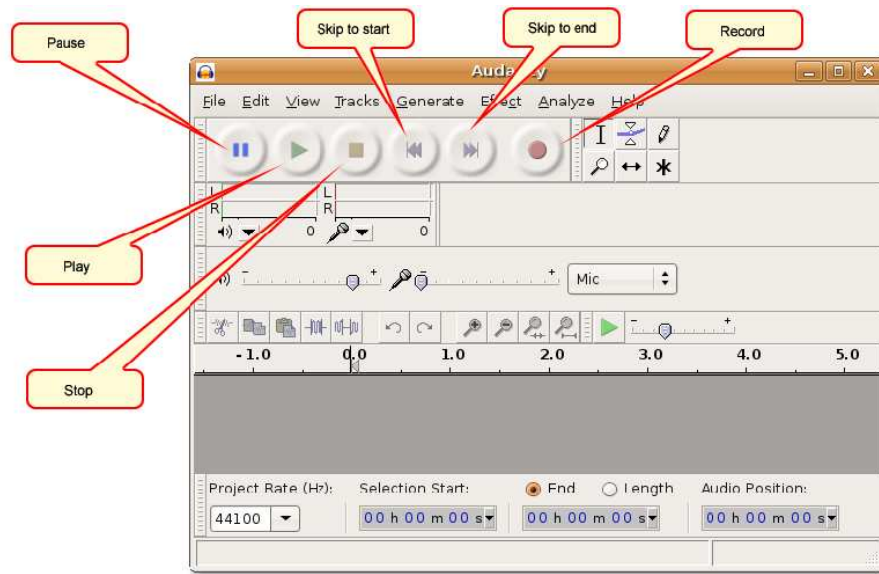 Pause
Skip to start
Skip to end
Record
Audacity
File Edit View Tracks Generate Effect Analyze Help
L
R
L
R
0
0
- +
- +
Mic
- +
- 1.0 0.0 1.0 2.0 3.0 4.0 5.0
Play
Stop
Project Rate (Hz): Selection Start: End Length Audio Position:
44100 00 h 00 m 00 s 00 h 00 m 00 s 00 h 00 m 00 s